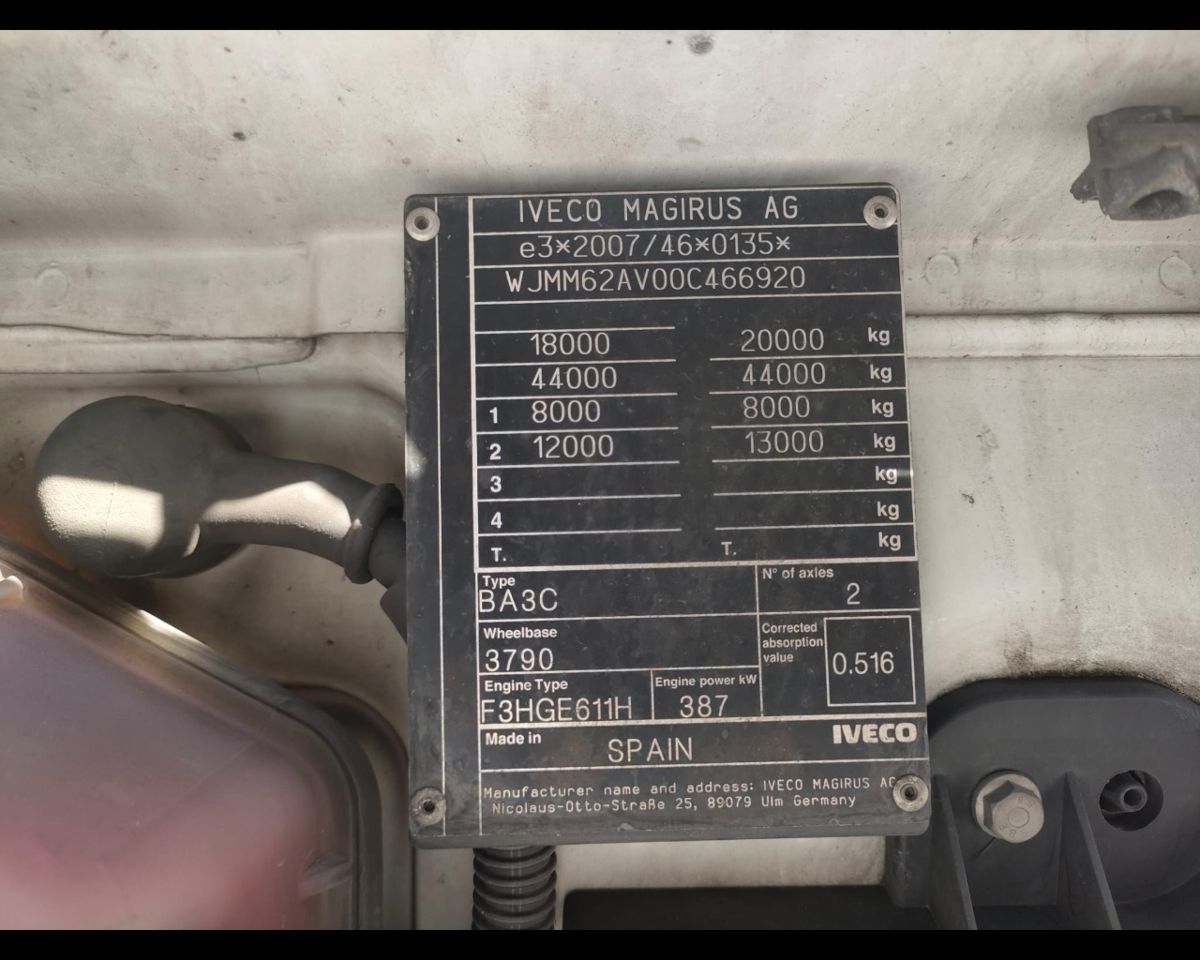 IVECO MAGIRUS AG
e3*2007/46*0135*
WJMM62AV00C466920
18000 20000 kg
44000 44000 kg
1 8000 8000 kg
2 12000 13000 kg
3 kg
4 kg
T. T. kg
Type
BA3C
N° of axles
2
Wheelbase
3790
Corrected
absorption
value
0.516
Engine Type
F3HGE611H
Engine power kW
387
Made in
SPAIN
IVECO
Manufacturer name and address: IVECO MAGIRUS AG
Nicolaus-Otto-Straße 25, 89079 Ulm Germany